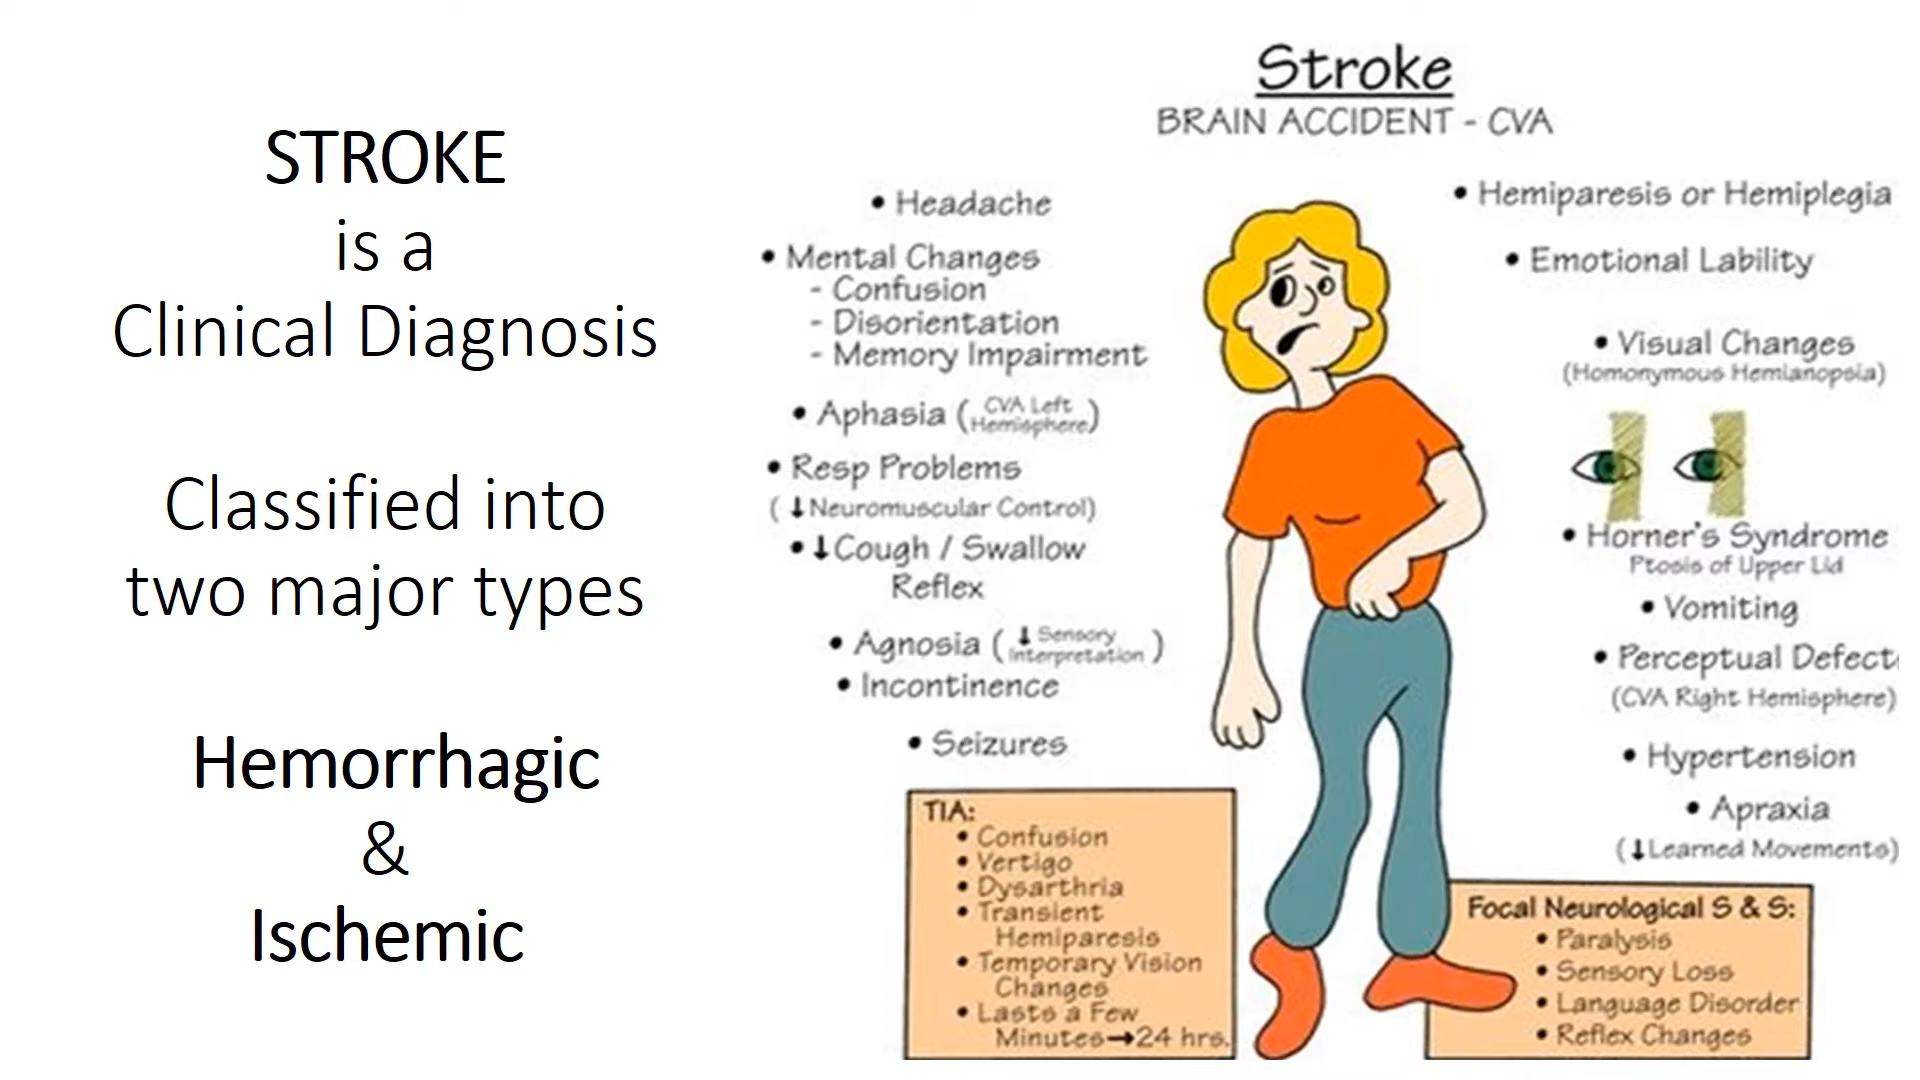 STROKE
is a
Clinical Diagnosis
Classified into
two major types
Hemorrhagic
&
Ischemic
Stroke
BRAIN ACCIDENT - CVA
• Headache
• Mental Changes
- Confusion
- Disorientation
- Memory Impairment
• Aphasia (CVA Left
Hemisphere)
• Resp Problems
(↓Neuromuscular Control)
• ↓Cough / Swallow
Reflex
• Agnosia (↓ Sensory
Interpretation)
• Incontinence
• Seizures
• Hemiparesis or Hemiplegia
• Emotional Lability
• Visual Changes
(Homonymous Hemianopsia)
• Horner's Syndrome
Ptosis of Upper Lid
• Vomiting
• Perceptual Defect
(CVA Right Hemisphere)
• Hypertension
• Apraxia
(↓Learned Movements)
TIA:
• Confusion
• Vertigo
• Dysarthria
• Transient
Hemiparesis
• Temporary Vision
Changes
• Lasts a Few
Minutes→24 hrs.
Focal Neurological S & S:
• Paralysis
• Sensory Loss
• Language Disorder
• Reflex Changes